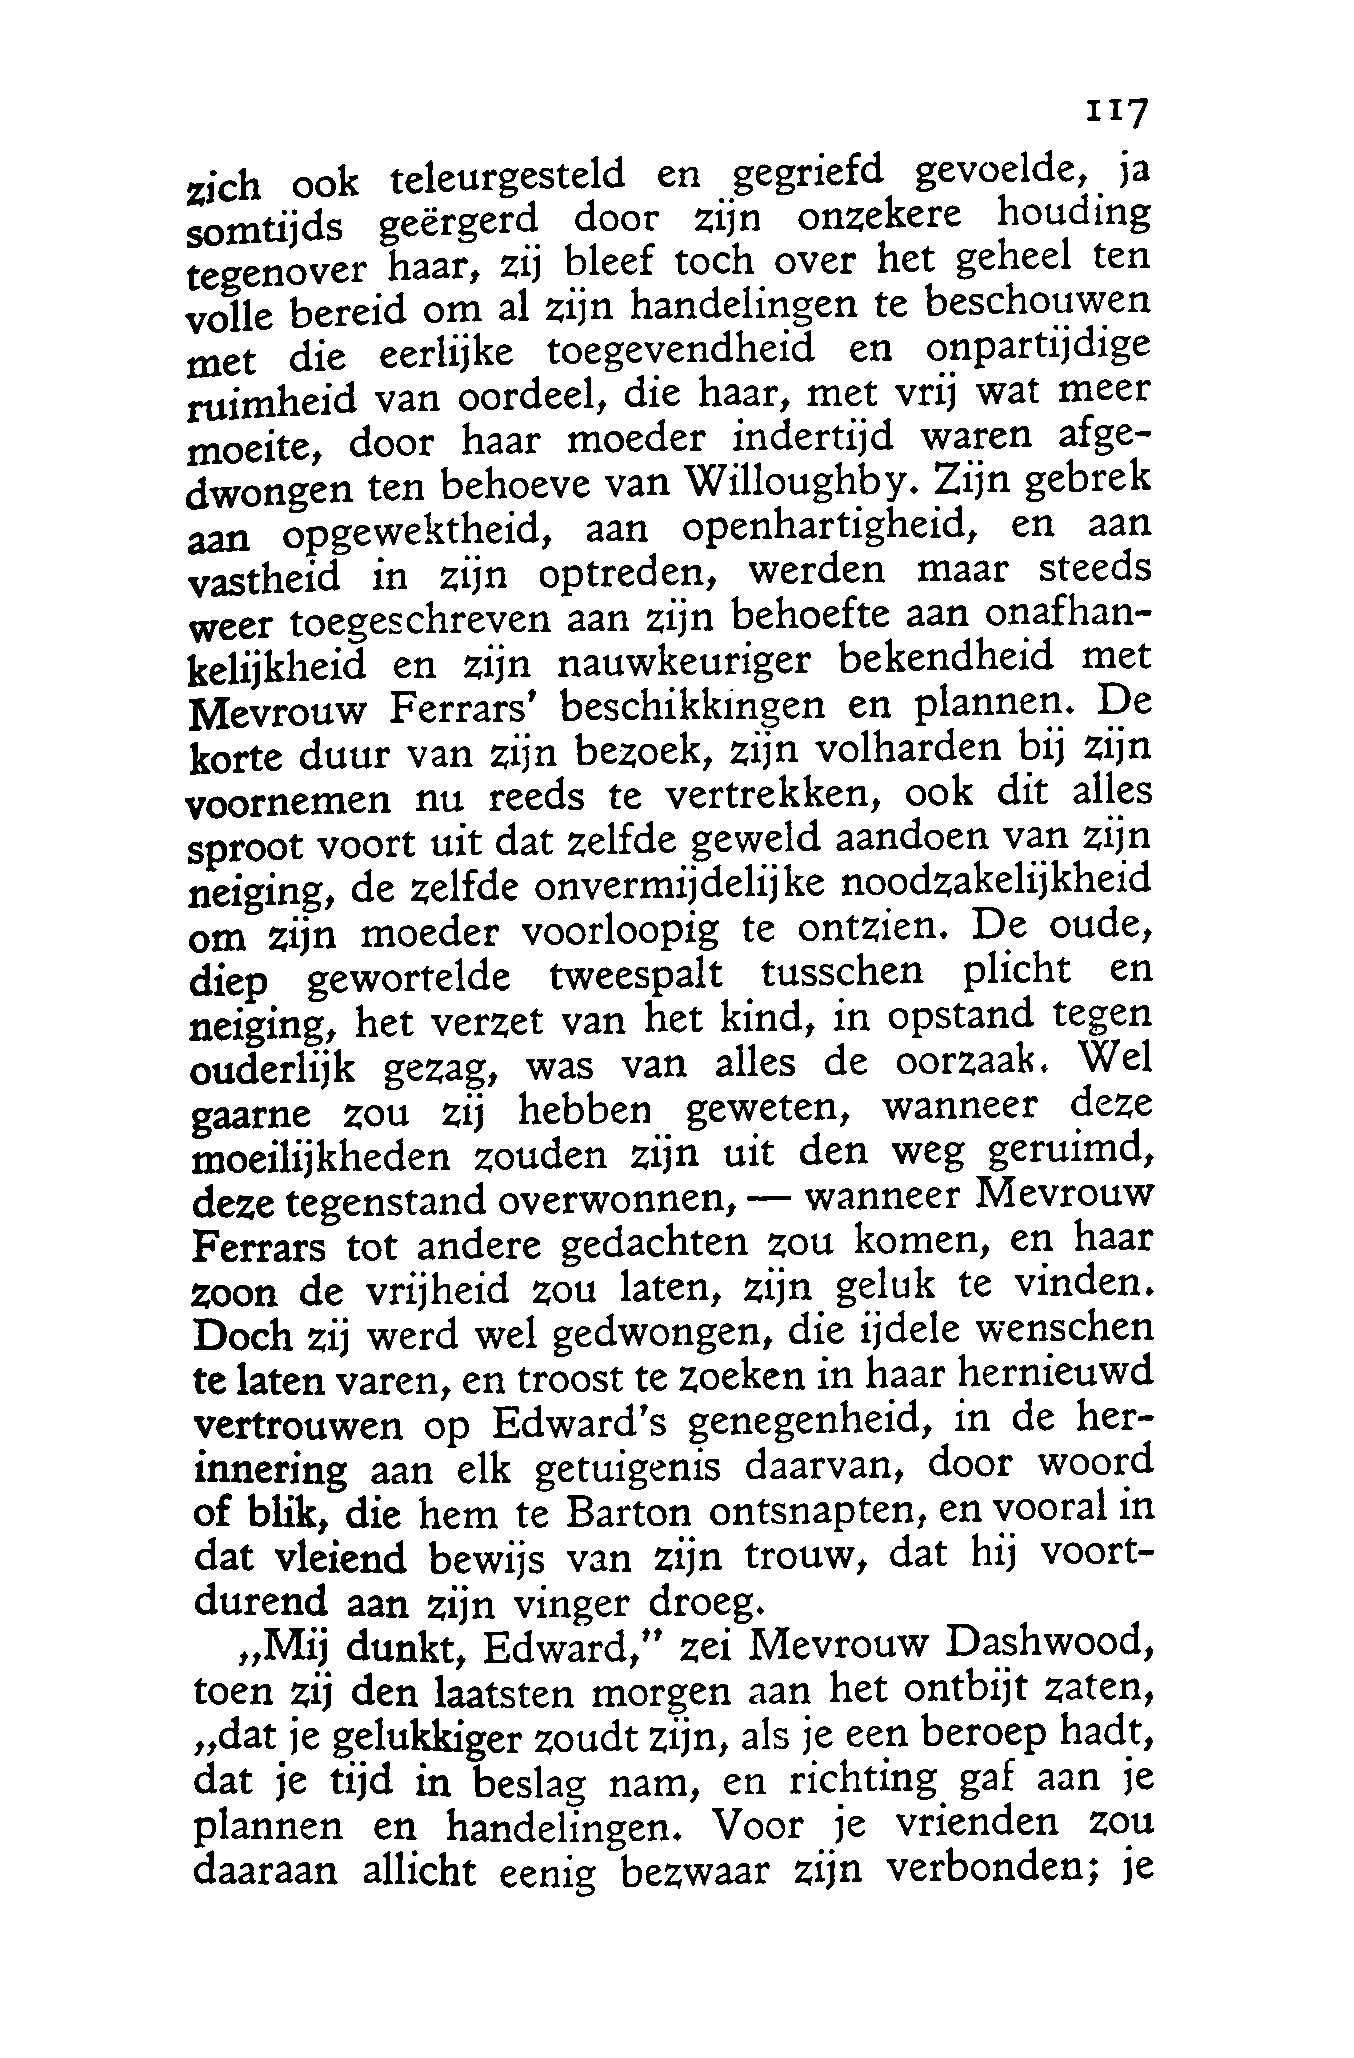 117
zich ook teleurgesteld en gegriefd gevoelde, ja
somtijds geërgerd door zijn onzekere houding
tegenover haar, zij bleef toch over het geheel ten
volle bereid om al zijn handelingen te beschouwen
met die eerlijke toegevendheid en onpartijdige
ruimheid van oordeel, die haar, met vrij wat meer
moeite, door haar moeder indertijd waren afge-
dwongen ten behoeve van Willoughby. Zijn gebrek
aan opgewektheid, aan openhartigheid, en aan
vastheid in zijn optreden, werden maar steeds
weer toegeschreven aan zijn behoefte aan onafhan-
kelijkheid en zijn nauwkeuriger bekendheid met
Mevrouw Ferrars' beschikkingen en plannen. De
korte duur van zijn bezoek, zijn volharden bij zijn
voornemen nu reeds te vertrekken, ook dit alles
sproot voort uit dat zelfde geweld aandoen van zijn
neiging, de zelfde onvermijdelijke noodzakelijkheid
om zijn moeder voorloopig te ontzien. De oude,
diep gewortelde tweespalt tusschen plicht en
neiging, het verzet van het kind, in opstand tegen
ouderlijk gezag, was van alles de oorzaak. Wel
gaarne zou zij hebben geweten, wanneer deze
moeilijkheden zouden zijn uit den weg geruimd,
deze tegenstand overwonnen, — wanneer Mevrouw
Ferrars tot andere gedachten zou komen, en haar
zoon de vrijheid zou laten, zijn geluk te vinden.
Doch zij werd wel gedwongen, die ijdele wenschen
te laten varen, en troost te zoeken in haar hernieuwd
vertrouwen op Edward's genegenheid, in de her-
innering aan elk getuigenis daarvan, door woord
of blik, die hem te Barton ontsnapten, en vooral in
dat vleiend bewijs van zijn trouw, dat hij voort-
durend aan zijn vinger droeg.
„Mij dunkt, Edward,” zei Mevrouw Dashwood,
toen zij den laatsten morgen aan het ontbijt zaten,
„dat je gelukkiger zoudt zijn, als je een beroep hadt,
dat je tijd in beslag nam, en richting gaf aan je
plannen en handelingen. Voor je vrienden zou
daaraan allicht eenig bezwaar zijn verbonden; je